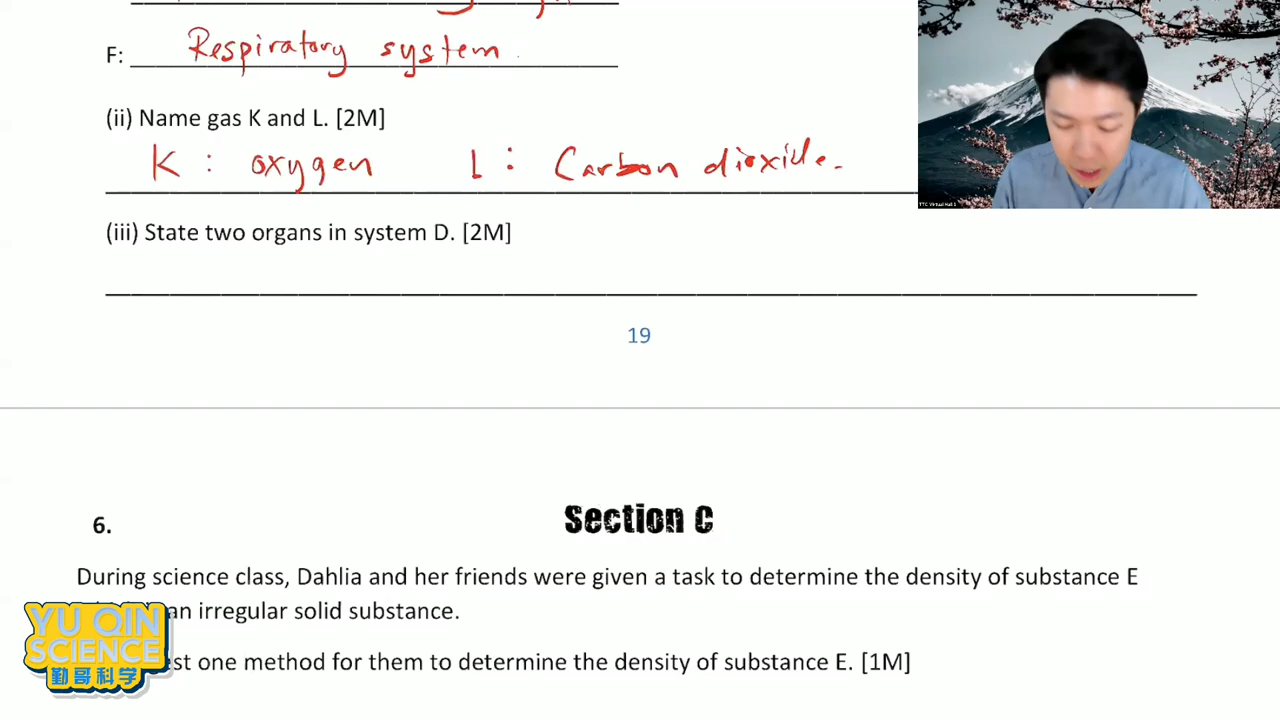 F: Respiratory system
(ii) Name gas K and L. [2M]
K : oxygen L : Carbon dioxide.
(iii) State two organs in system D. [2M]
19
6. Section C
During science class, Dahlia and her friends were given a task to determine the density of substance E
an irregular solid substance.
one method for them to determine the density of substance E. [1M]
YU QIN
SCIENCE
勤哥科学